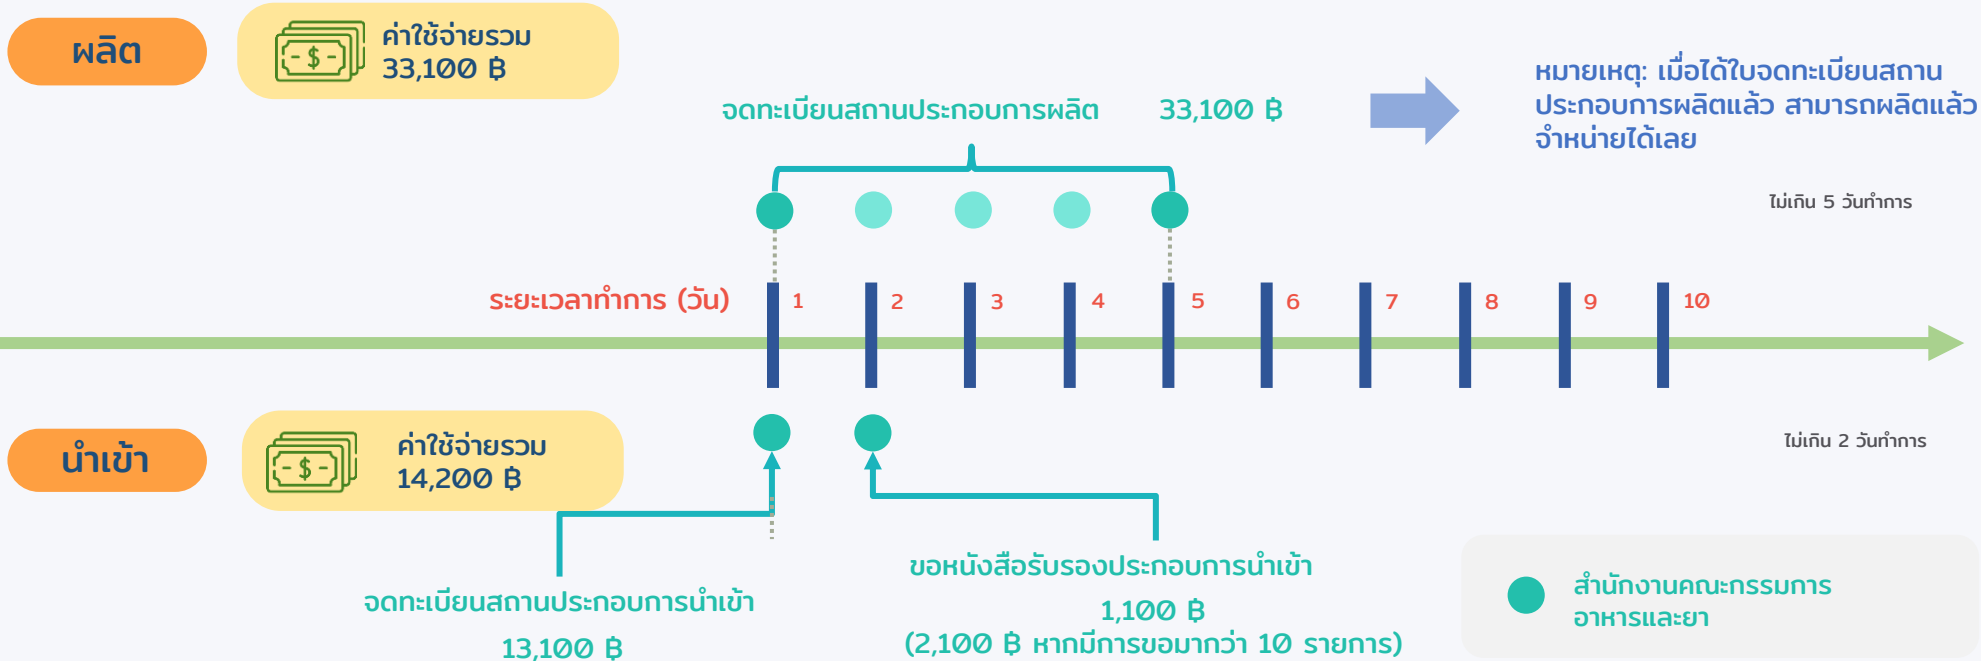 ผลิต
ค่าใช้จ่ายรวม
33,100 ฿
จดทะเบียนสถานประกอบการผลิต 33,100 ฿
หมายเหตุ: เมื่อได้ใบจดทะเบียนสถาน
ประกอบการผลิตแล้ว สามารถผลิตแล้ว
จำหน่ายได้เลย
ไม่เกิน 5 วันทำการ
ระยะเวลาทำการ (วัน) 1 2 3 4 5 6 7 8 9 10
นำเข้า
ค่าใช้จ่ายรวม
14,200 ฿
ไม่เกิน 2 วันทำการ
จดทะเบียนสถานประกอบการนำเข้า
13,100 ฿
ขอหนังสือรับรองประกอบการนำเข้า
1,100 ฿
(2,100 ฿ หากมีการขอมากว่า 10 รายการ)
สำนักงานคณะกรรมการ
อาหารและยา